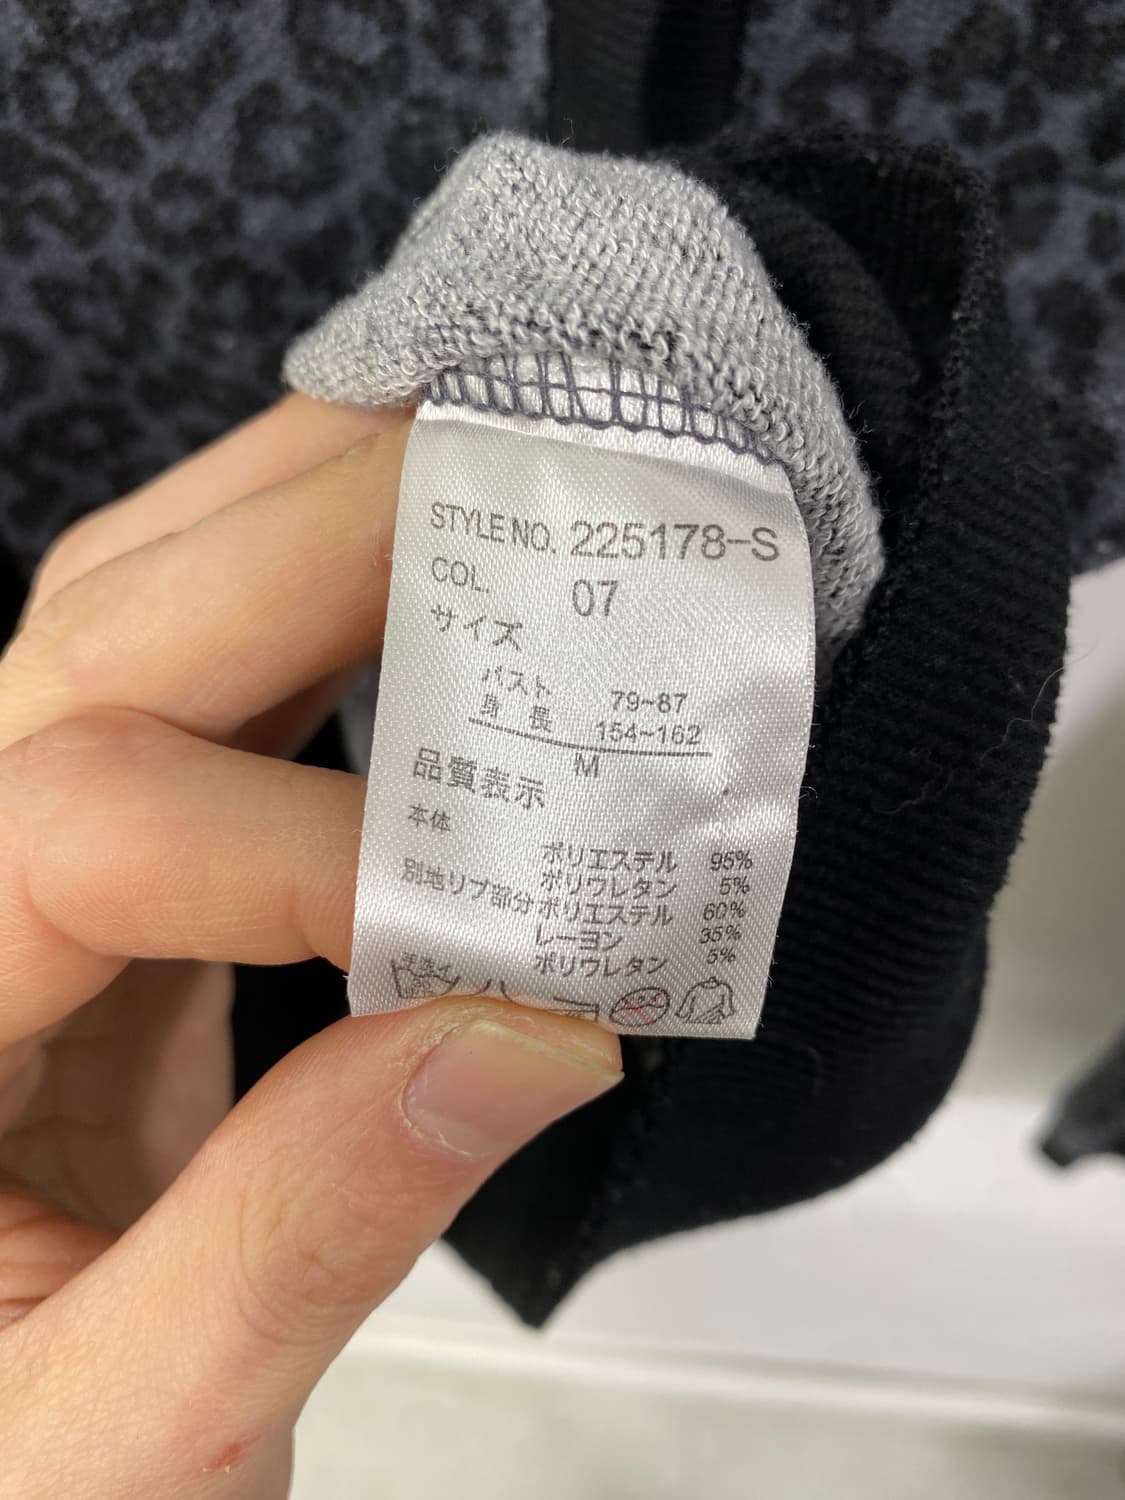 STYLE NO. 225178-S
COL. 07
サイズ
バスト 79~87
身長 154~162
M
品質表示
本体
ポリエステル 95%
ポリウレタン 5%
別地リブ部分 ポリエステル 60%
レーヨン 35%
ポリウレタン 5%
手洗イ